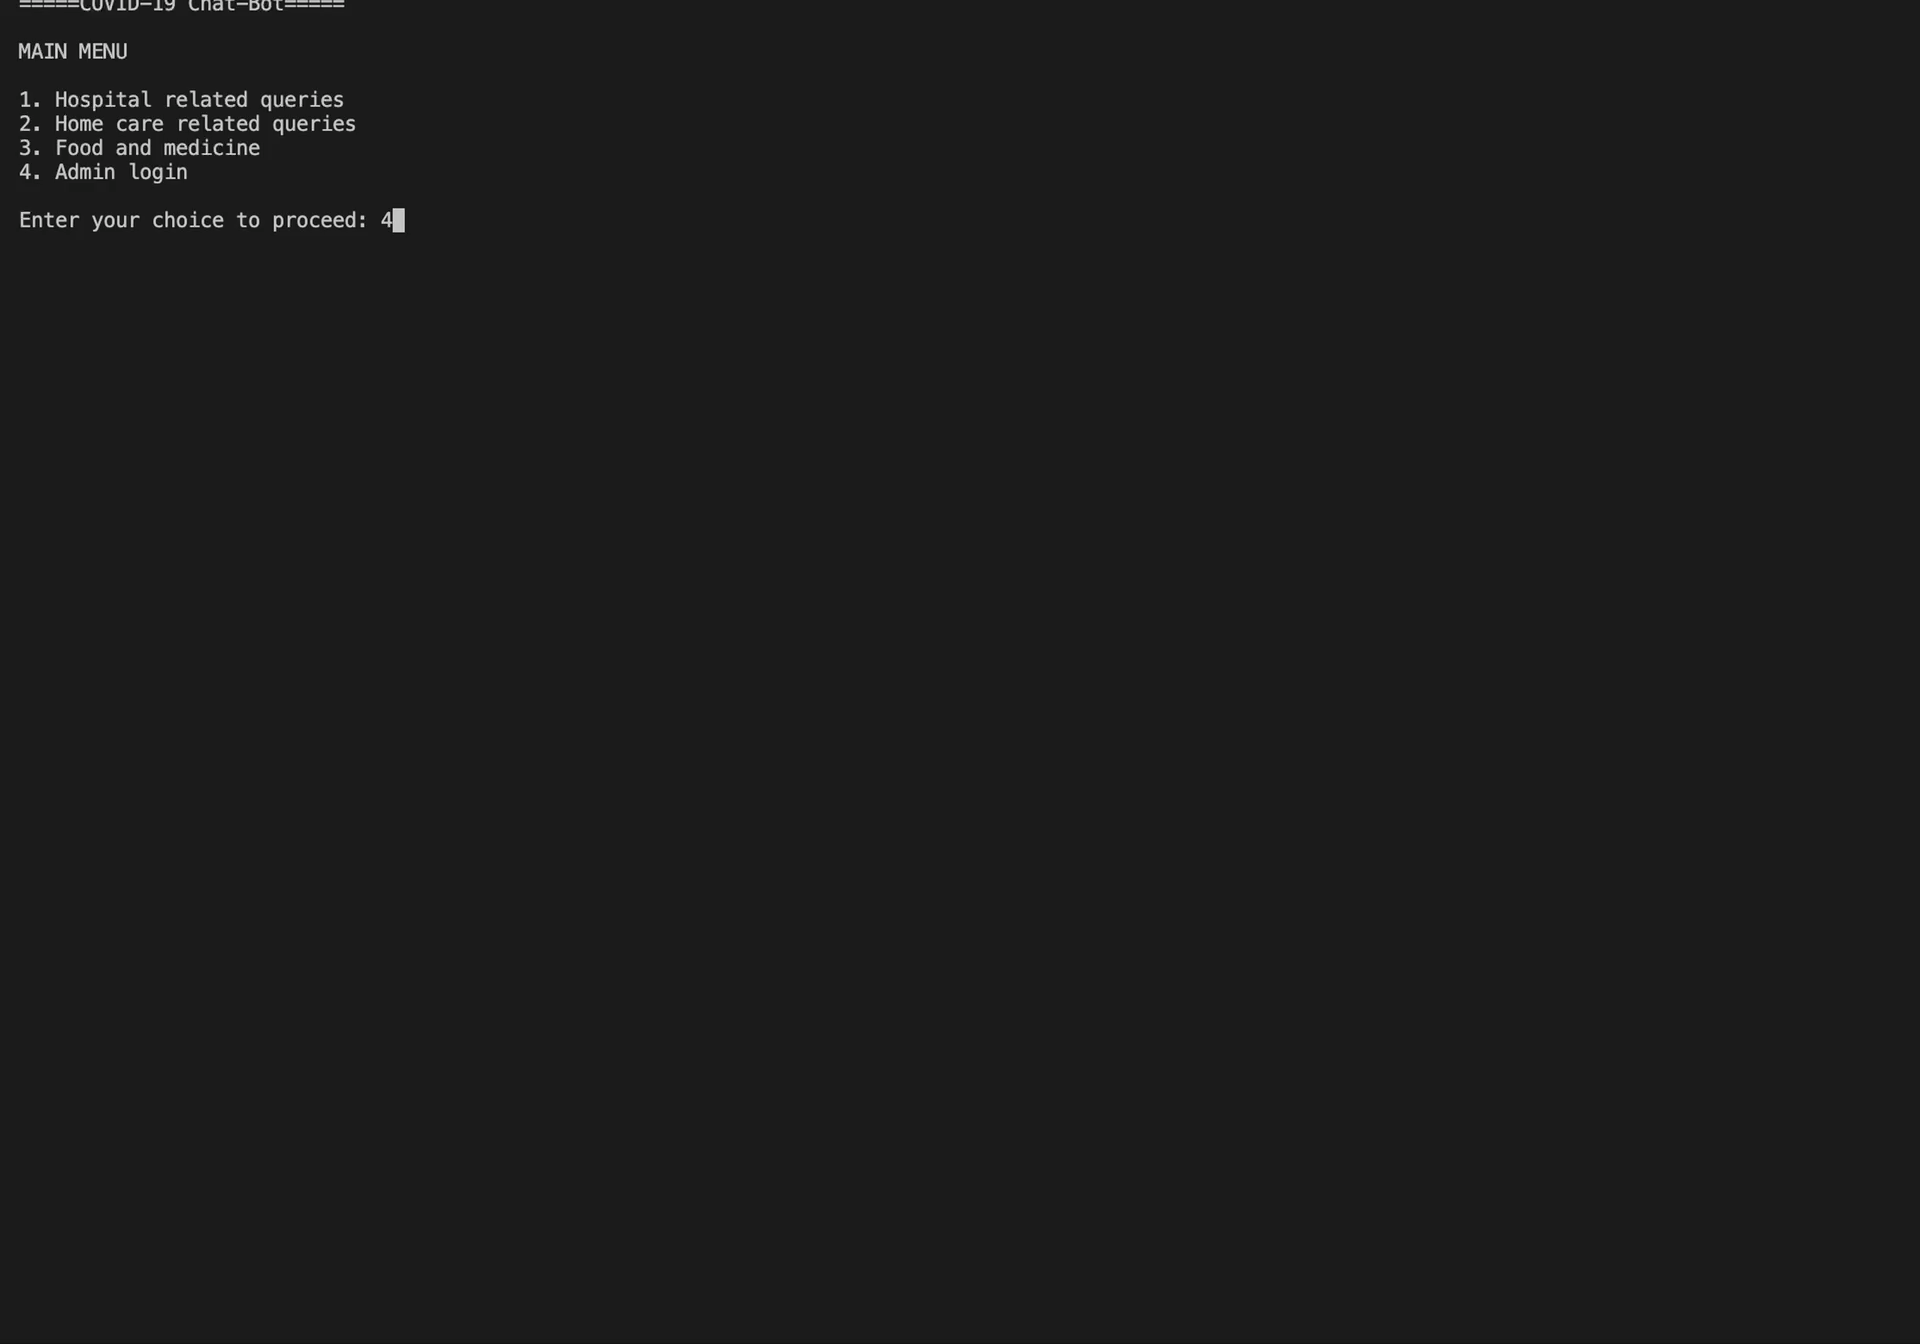 =====COVID-19 Chat-Bot=====
MAIN MENU
1. Hospital related queries
2. Home care related queries
3. Food and medicine
4. Admin login
Enter your choice to proceed: 4